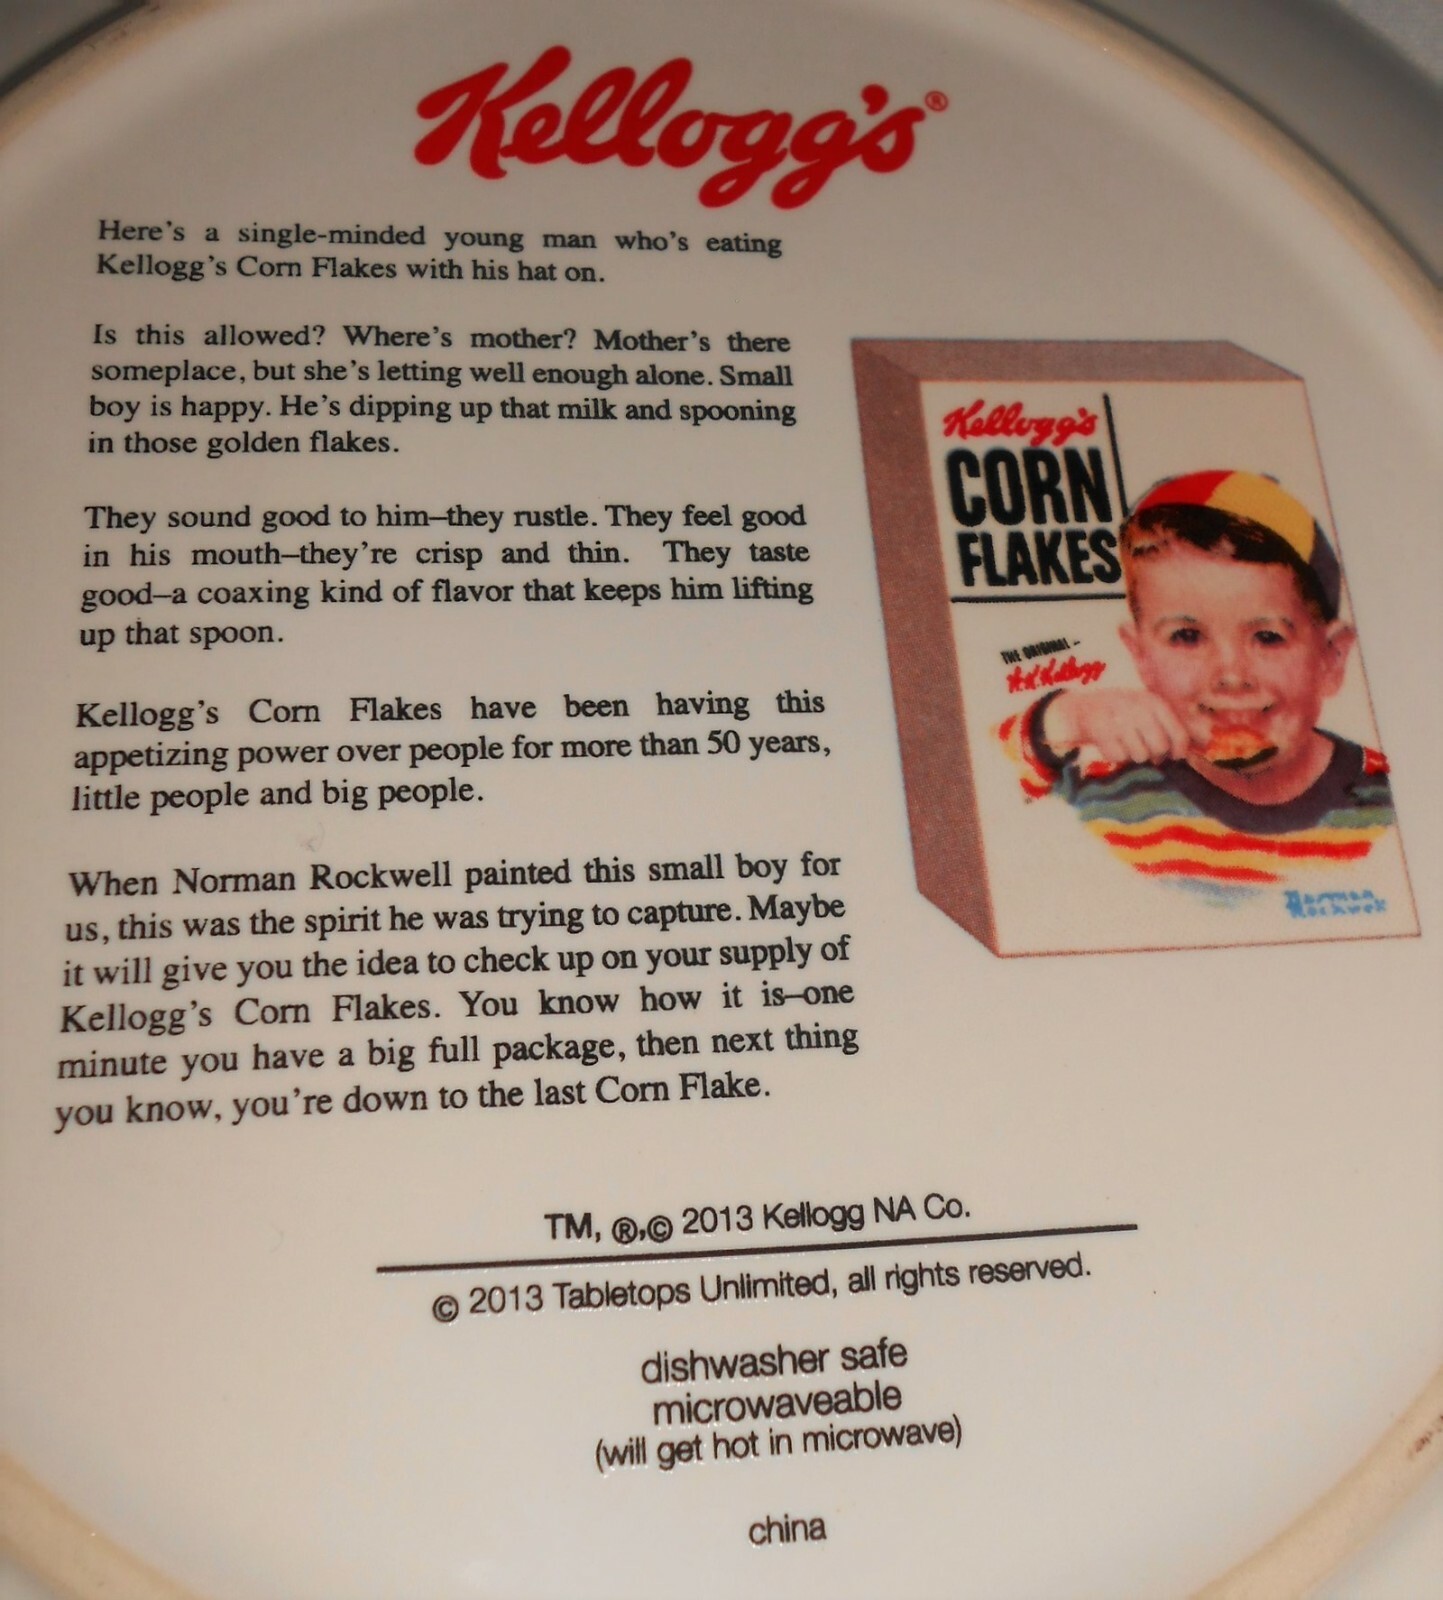 Kellogg's®
Here's a single-minded young man who's eating
Kellogg's Corn Flakes with his hat on.
Is this allowed? Where's mother? Mother's there
someplace, but she's letting well enough alone. Small
boy is happy. He's dipping up that milk and spooning
in those golden flakes.
They sound good to him–they rustle. They feel good
in his mouth–they're crisp and thin. They taste
good–a coaxing kind of flavor that keeps him lifting
up that spoon.
Kellogg's Corn Flakes have been having this
appetizing power over people for more than 50 years,
little people and big people.
When Norman Rockwell painted this small boy for
us, this was the spirit he was trying to capture. Maybe
it will give you the idea to check up on your supply of
Kellogg's Corn Flakes. You know how it is–one
minute you have a big full package, then next thing
you know, you're down to the last Corn Flake.
Kellogg's
CORN
FLAKES
THE ORIGINAL –
W.K. Kellogg
Norman
Rockwell
TM, ®,© 2013 Kellogg NA Co.
© 2013 Tabletops Unlimited, all rights reserved.
dishwasher safe
microwaveable
(will get hot in microwave)
china